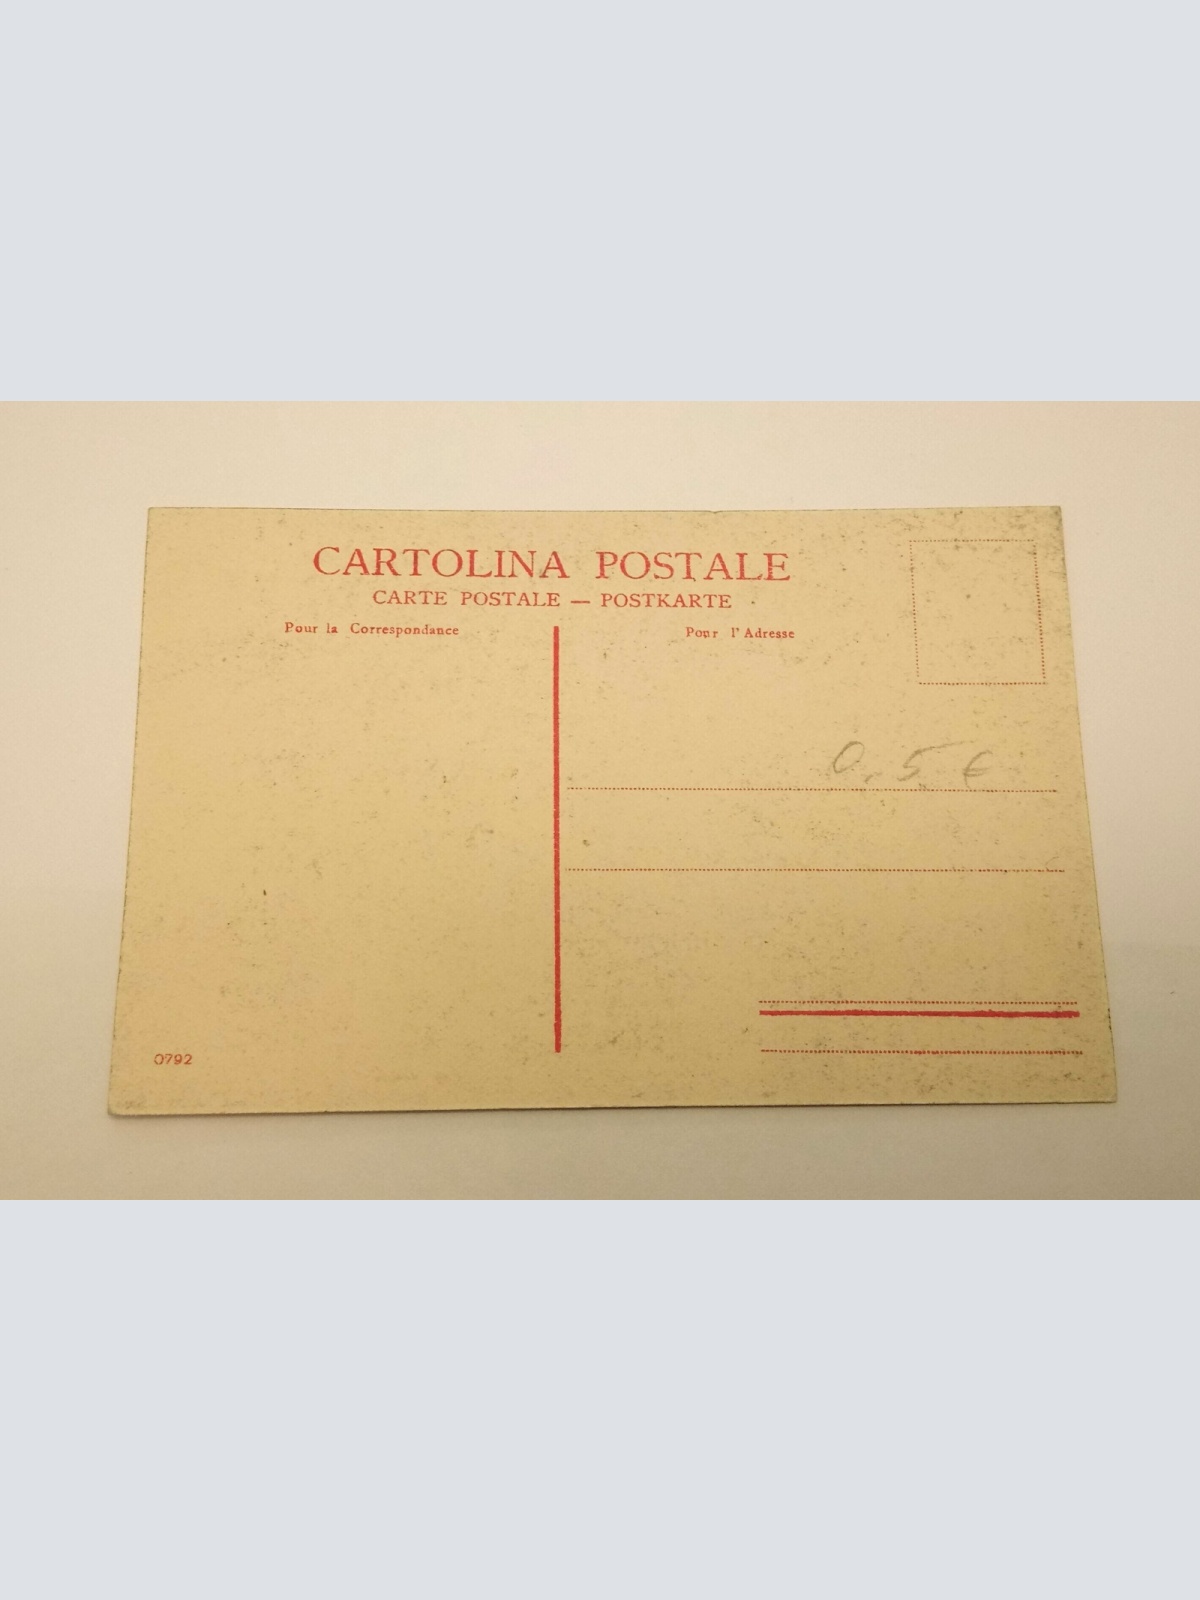 CARTOLINA POSTALE
CARTE POSTALE — POSTKARTE
Pour la Correspondance
Pour l'Adresse
0,5 €
0792